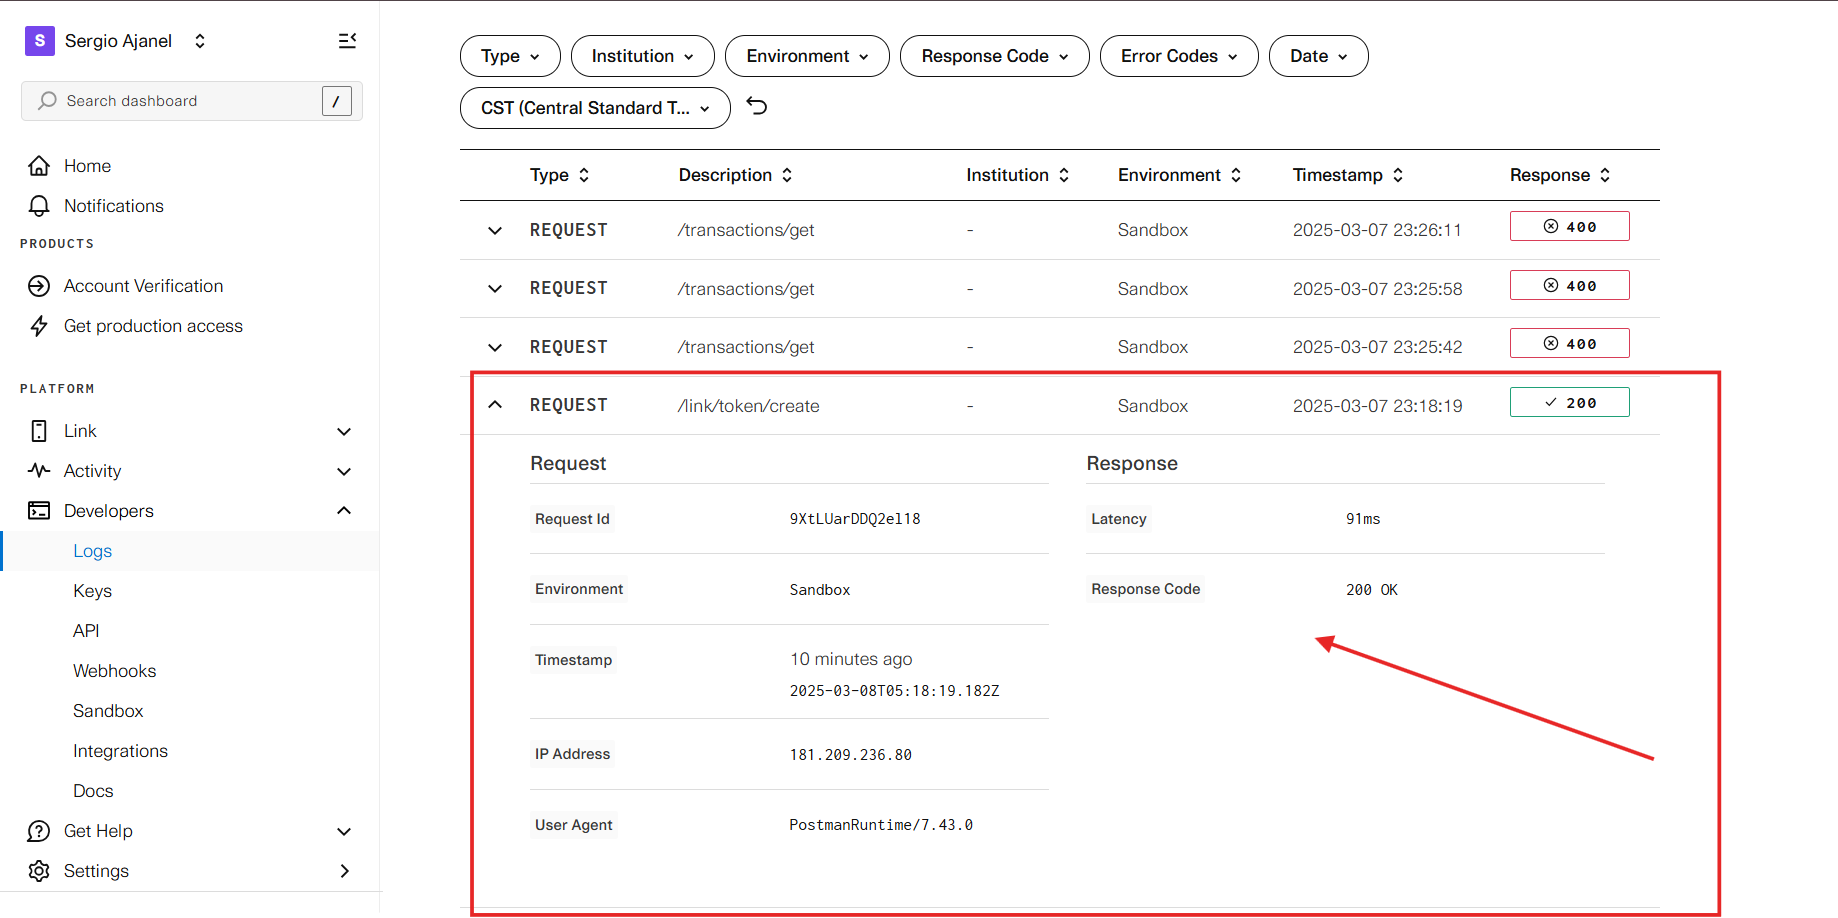 S Sergio Ajanel
Search dashboard /
Home
Notifications
PRODUCTS
Account Verification
Get production access
PLATFORM
Link
Activity
Developers
Logs
Keys
API
Webhooks
Sandbox
Integrations
Docs
Get Help
Settings
Type Institution Environment Response Code Error Codes Date
CST (Central Standard T...
Type Description Institution Environment Timestamp Response
REQUEST /transactions/get - Sandbox 2025-03-07 23:26:11 400
REQUEST /transactions/get - Sandbox 2025-03-07 23:25:58 400
REQUEST /transactions/get - Sandbox 2025-03-07 23:25:42 400
REQUEST /link/token/create - Sandbox 2025-03-07 23:18:19 200
Request
Request Id 9XtLUarDDQ2el18
Environment Sandbox
Timestamp 10 minutes ago
2025-03-08T05:18:19.182Z
IP Address 181.209.236.80
User Agent PostmanRuntime/7.43.0
Response
Latency 91ms
Response Code 200 OK